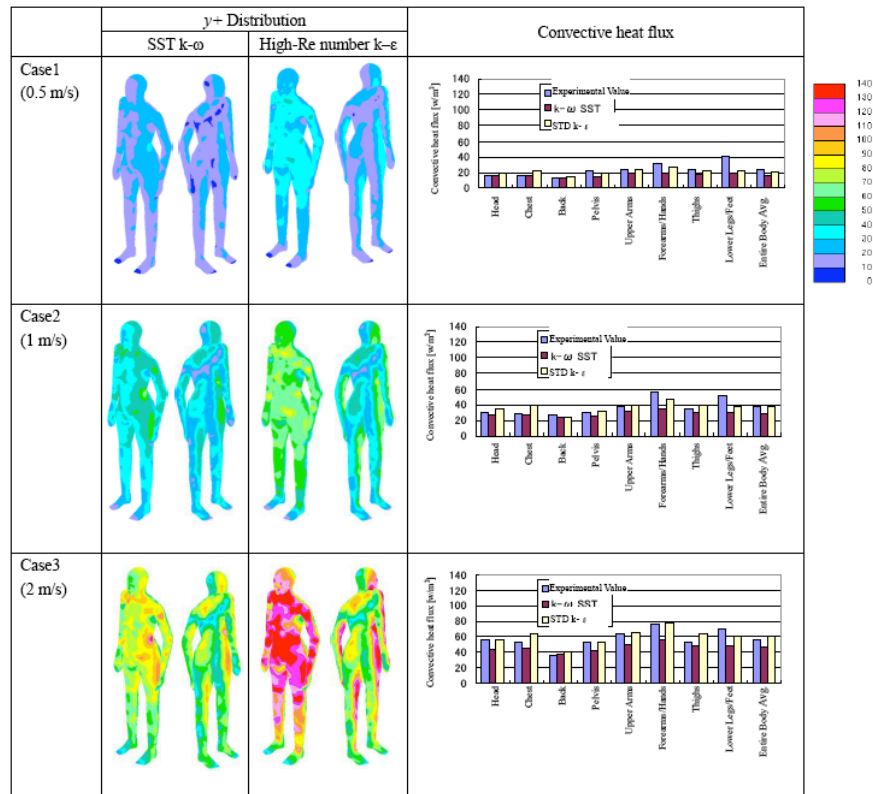 y+ Distribution
Convective heat flux
SST k-ω
High-Re number k–ε
Case1
(0.5 m/s)
Convective heat flux [w/m²]
140
120
100
80
60
40
20
0
Experimental Value
k-ω SST
STD k-ε
Head
Chest
Back
Pelvis
Upper Arms
Forearms/Hands
Thighs
Lower Legs/Feet
Entire Body Avg.
140
130
120
110
100
90
80
70
60
50
40
30
20
10
0
Case2
(1 m/s)
Convective heat flux [w/m²]
140
120
100
80
60
40
20
0
Experimental Value
k-ω SST
STD k-ε
Head
Chest
Back
Pelvis
Upper Arms
Forearms/Hands
Thighs
Lower Legs/Feet
Entire Body Avg.
Case3
(2 m/s)
Convective heat flux [w/m²]
140
120
100
80
60
40
20
0
Experimental Value
k-ω SST
STD k-ε
Head
Chest
Back
Pelvis
Upper Arms
Forearms/Hands
Thighs
Lower Legs/Feet
Entire Body Avg.